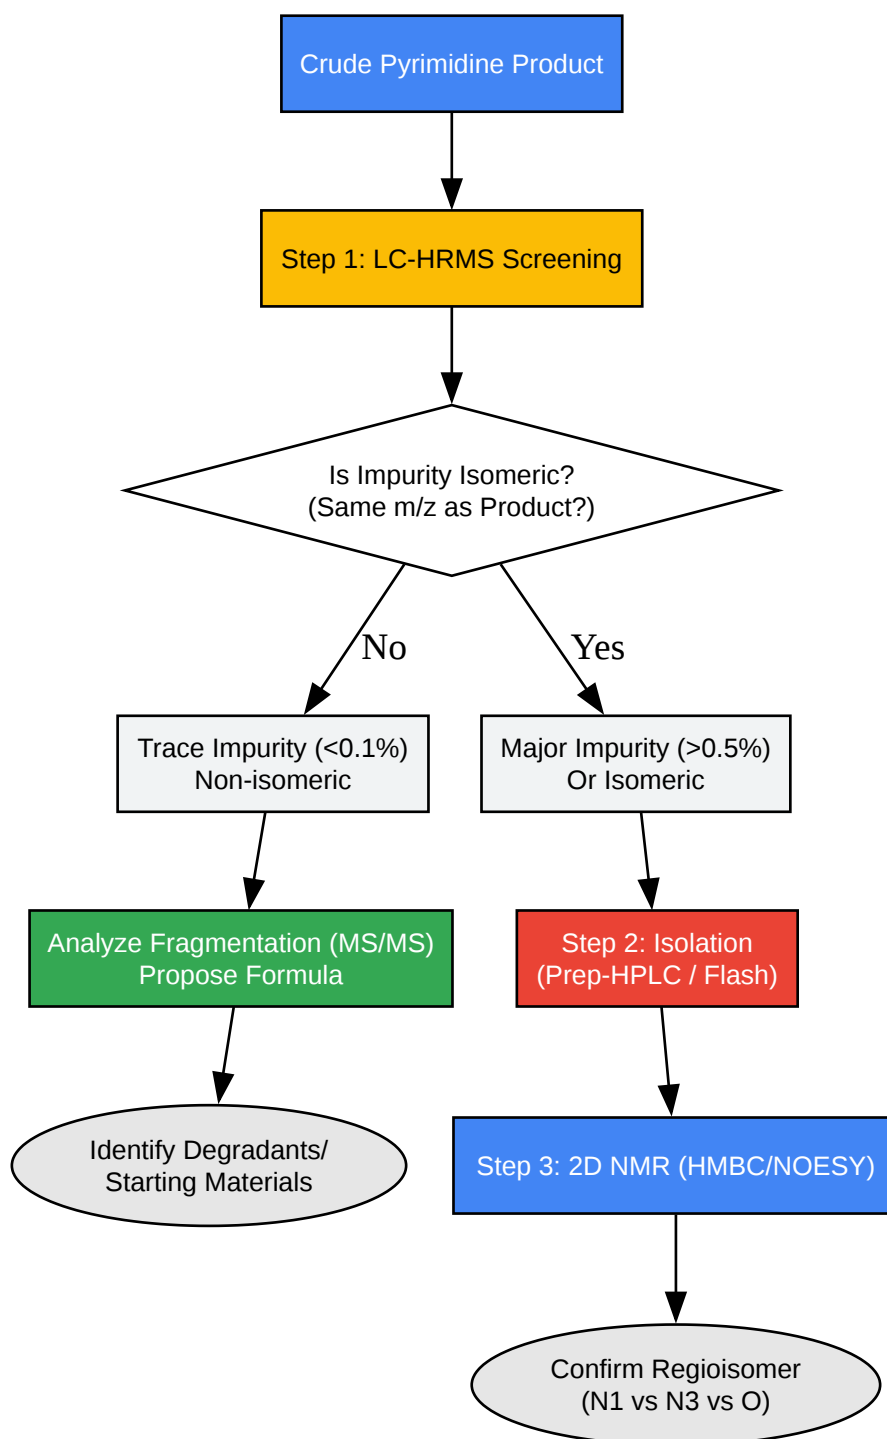 Crude Pyrimidine Product
Step 1: LC-HRMS Screening
Is Impurity Isomeric?
(Same m/z as Product?)
No
Yes
Trace Impurity (<0.1%)
Non-isomeric
Major Impurity (>0.5%)
Or Isomeric
Analyze Fragmentation (MS/MS)
Propose Formula
Step 2: Isolation
(Prep-HPLC / Flash)
Identify Degradants/
Starting Materials
Step 3: 2D NMR (HMBC/NOESY)
Confirm Regioisomer
(N1 vs N3 vs O)